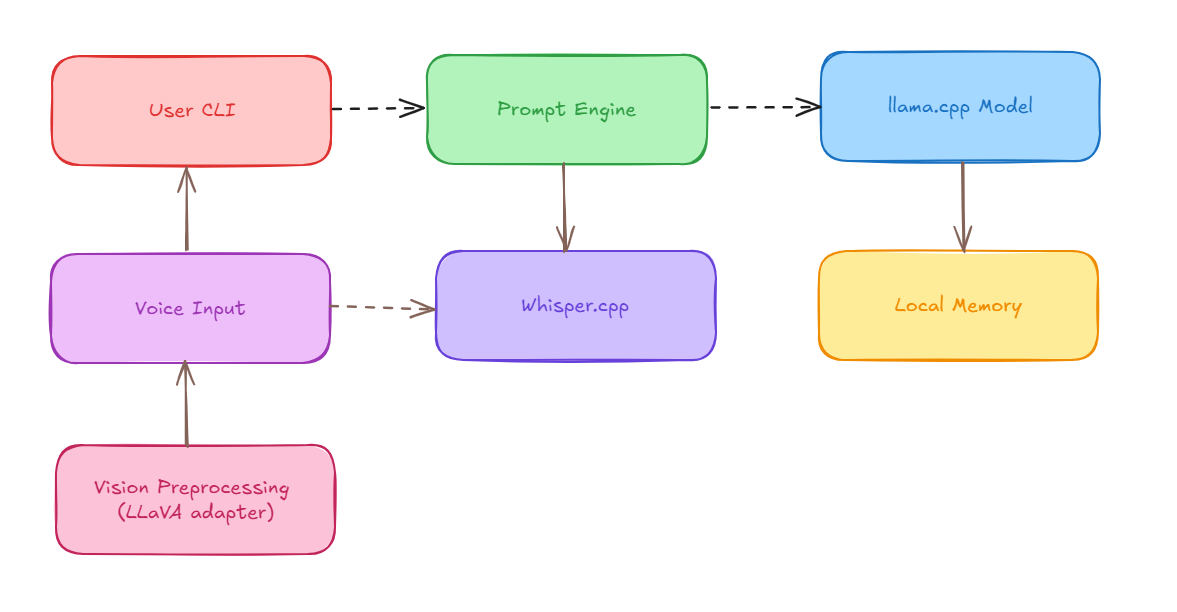 User CLI
Prompt Engine
llama.cpp Model
Voice Input
Whisper.cpp
Local Memory
Vision Preprocessing
(LLaVA adapter)